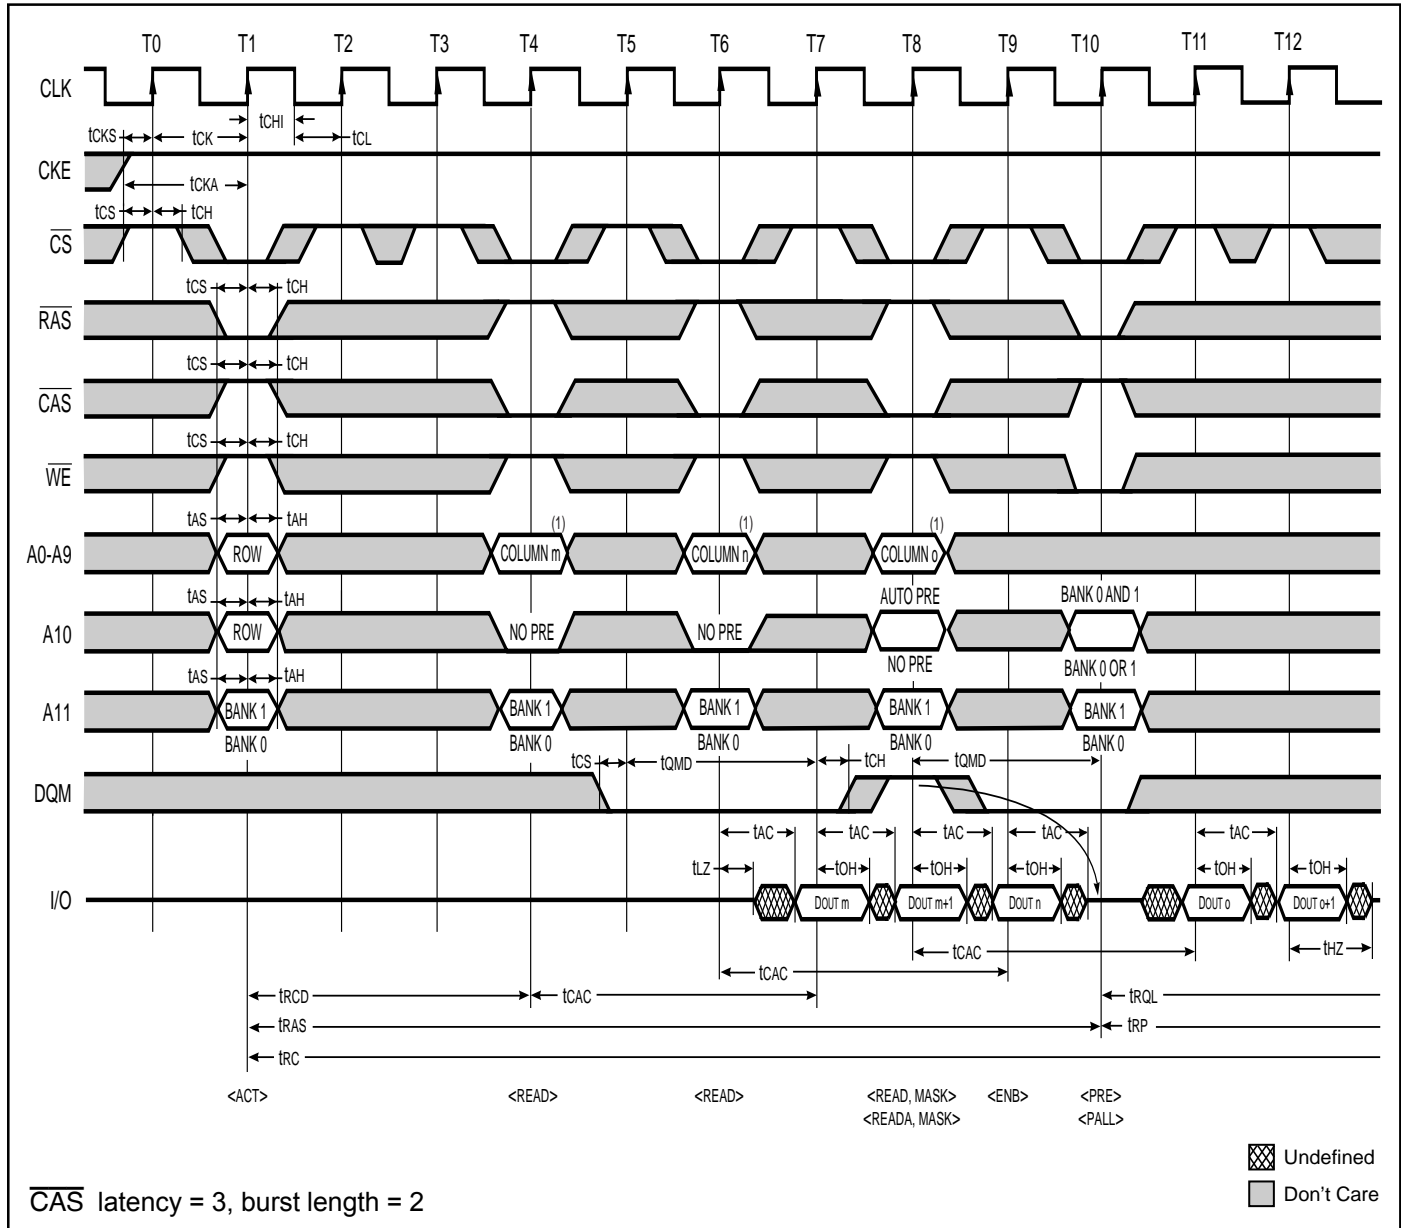 T0 T1 T2 T3 T4 T5 T6 T7 T8 T9 T10 T11 T12
CLK
tCHI
tCKS tCK tCL
CKE
tCKA
tCS tCH
CS
tCS tCH
RAS
tCS tCH
CAS
tCS tCH
WE
tAS tAH (1) (1) (1)
A0-A9 ROW COLUMN m COLUMN n COLUMN o
tAS tAH AUTO PRE BANK 0 AND 1
A10 ROW NO PRE NO PRE
NO PRE BANK 0 OR 1
tAS tAH
A11 BANK 1 BANK 1 BANK 1 BANK 1 BANK 1
BANK 0 BANK 0 BANK 0 BANK 0 BANK 0
tCS tQMD tCH tQMD
DQM
tAC tAC tAC tAC tAC
tLZ tOH tOH tOH tOH tOH
I/O DOUT m DOUT m+1 DOUT n DOUT o DOUT o+1
tCAC tHZ
tCAC
tRCD tCAC tRQL
tRAS tRP
tRC
<ACT> <READ> <READ> <READ, MASK> <ENB> <PRE>
<READA, MASK> <PALL>
Undefined
Don't Care
CAS latency = 3, burst length = 2